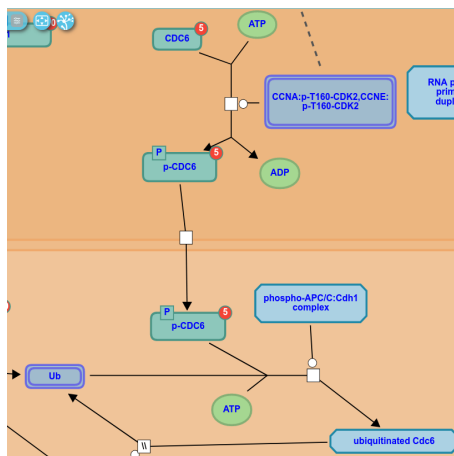 5
CDC6
ATP
CCNA:p-T160-CDK2,CCNE:
p-T160-CDK2
RNA p
prim
dupl
P
5
p-CDC6
ADP
P
5
p-CDC6
phospho-APC/C:Cdh1
complex
Ub
ATP
\\
ubiquitinated Cdc6